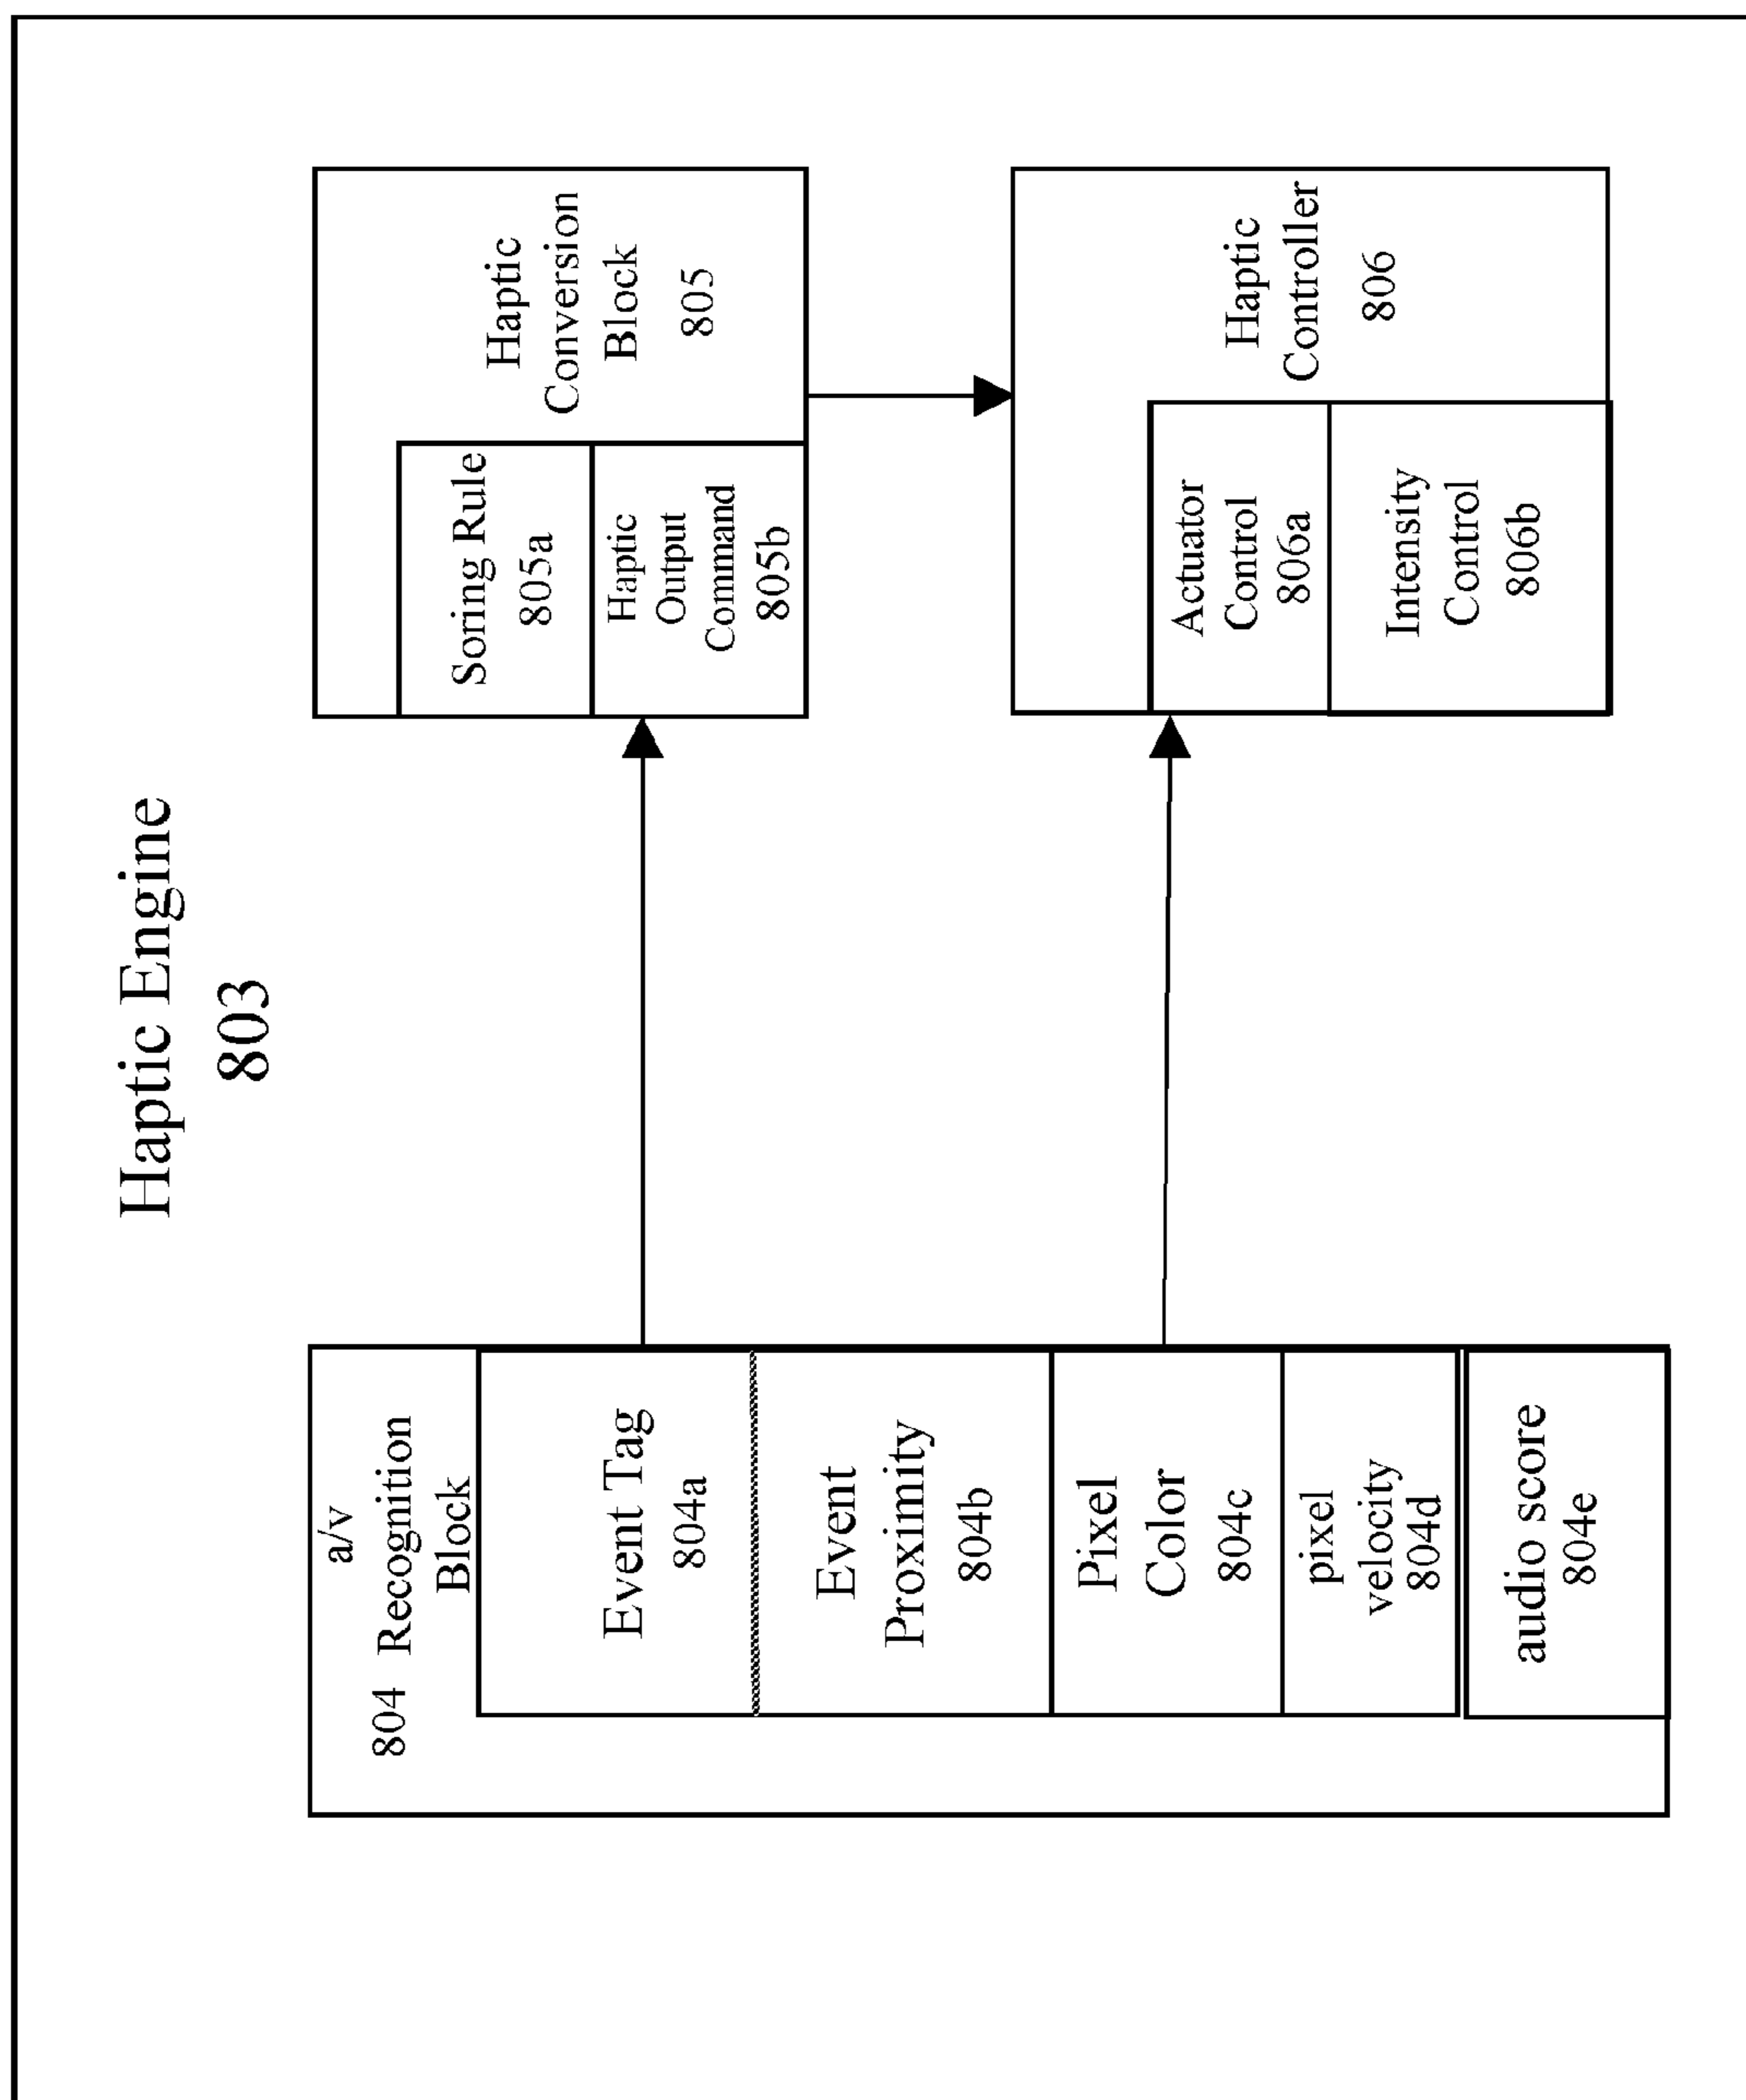 Haptic Engine
803
a/v
804 Recognition
Block
Event Tag
804a
Event
Proximity
804b
Pixel
Color
804c
pixel
velocity
804d
audio score
804e
Haptic
Conversion
Block
805
Soring Rule
805a
Haptic
Output
Command
805b
Haptic
Controller
806
Actuator
Control
806a
Intensity
Control
806b